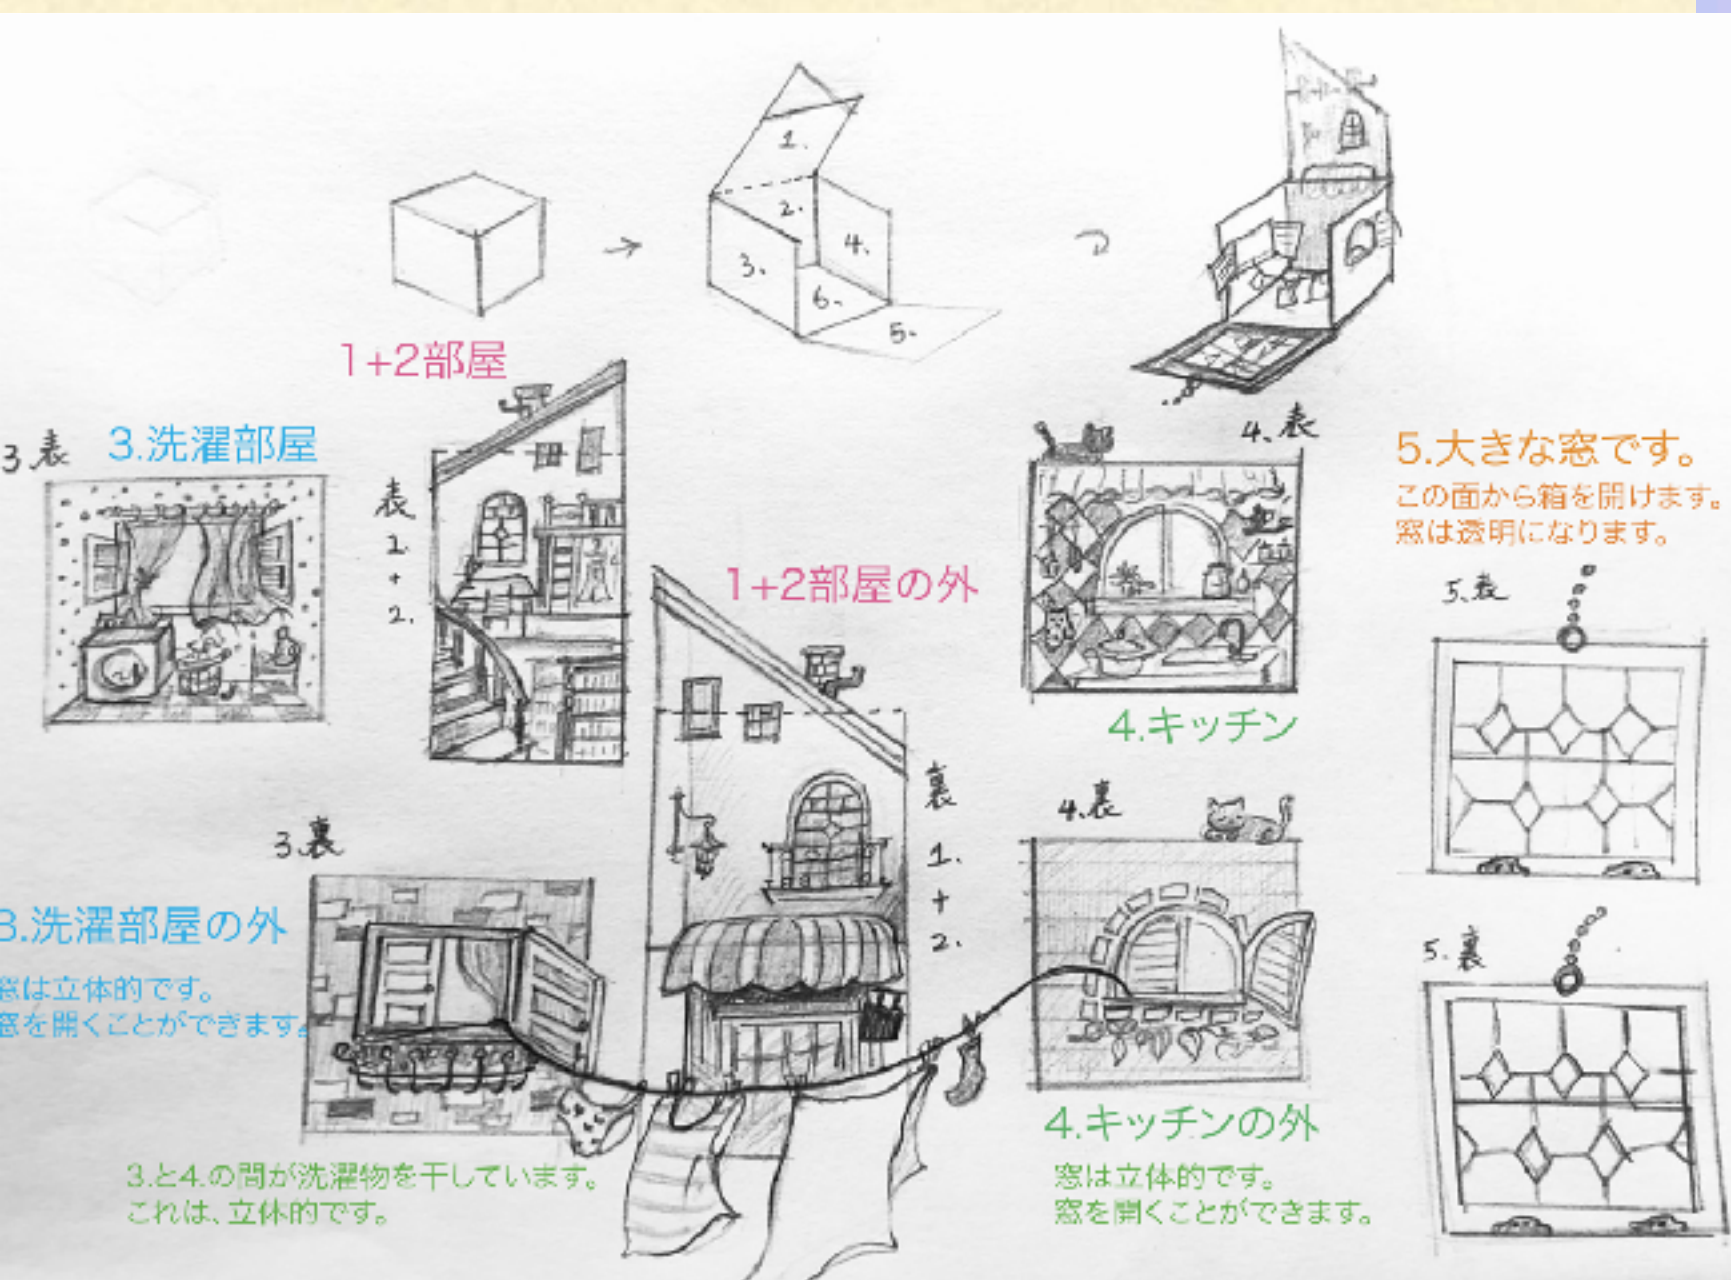 1.
2.
3.
4.
6.
5.
1+2部屋
3.表
3.洗濯部屋
表
1
+
2.
4.表
5.大きな窓です。
この面から箱を開けます。
窓は透明になります。
5.表
1+2部屋の外
4.キッチン
裏
1.
+
2.
3.裏
3.洗濯部屋の外
窓は立体的です。
窓を開くことができます。
4.裏
5.裏
3.と4.の間が洗濯物を干しています。
これは、立体的です。
4.キッチンの外
窓は立体的です。
窓を開くことができます。